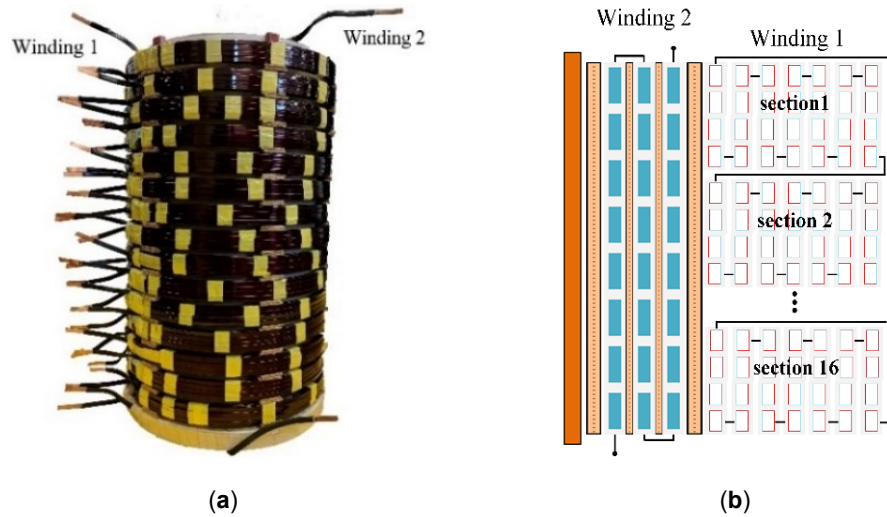 Winding 1
Winding 2
Winding 2
Winding 1
section1
section 2
section 16
(a)
(b)